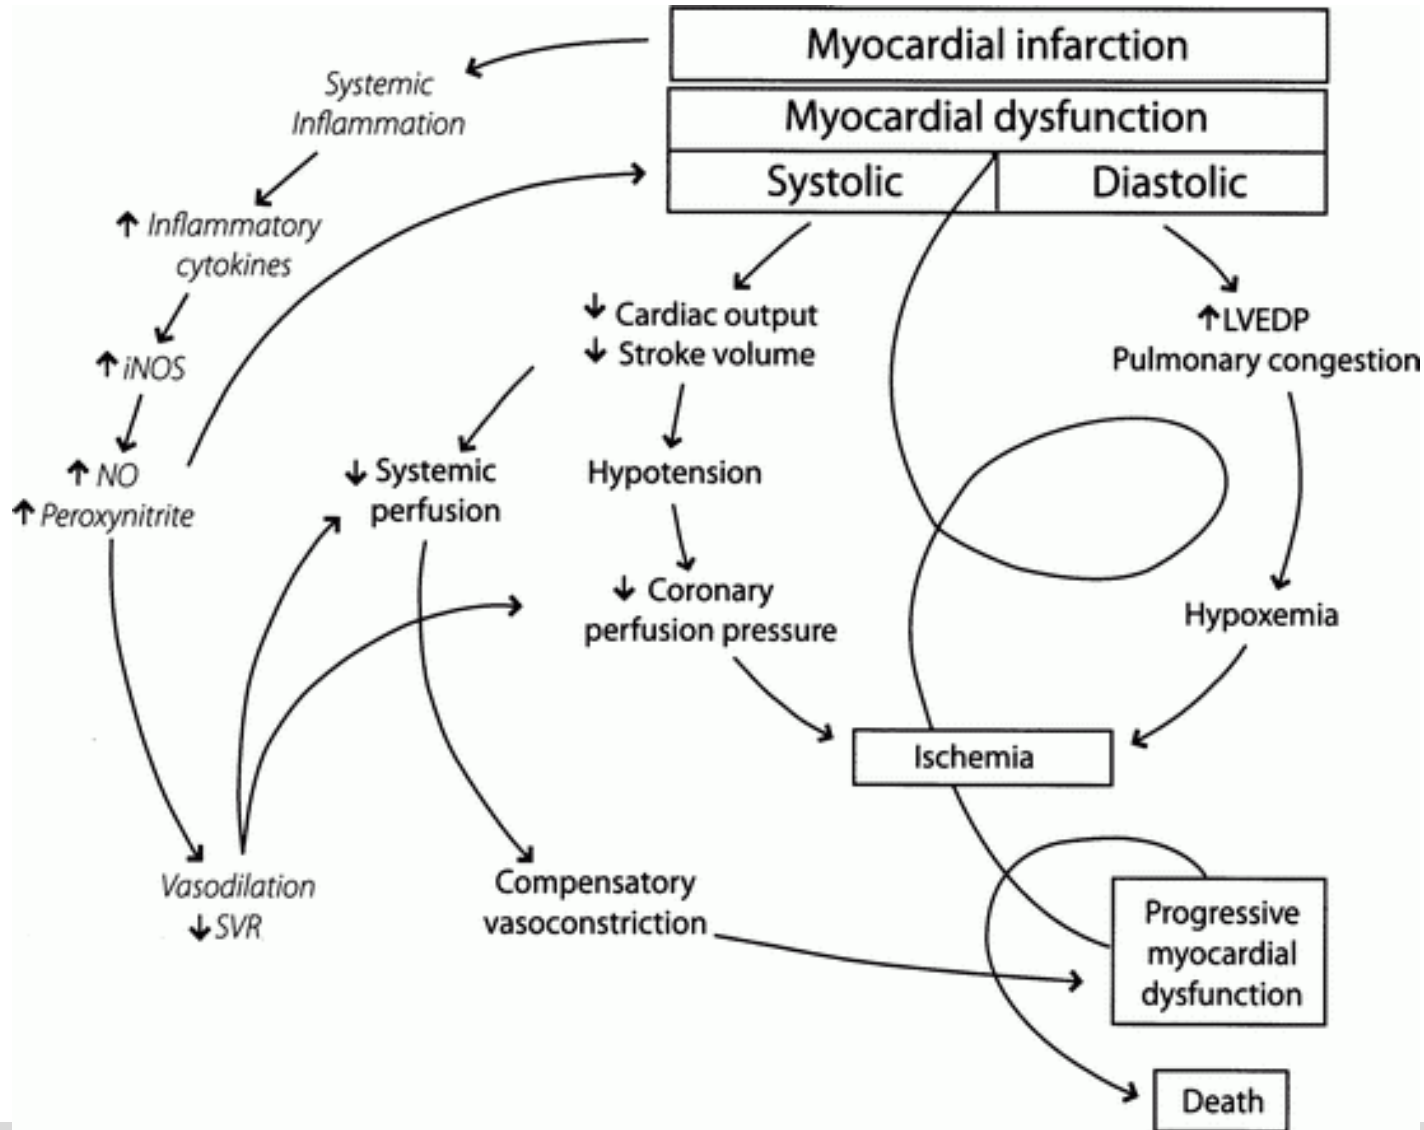 Myocardial infarction
Myocardial dysfunction
Systolic
Diastolic
Systemic
Inflammation
↑ Inflammatory
cytokines
↑ iNOS
↑ NO
↑ Peroxynitrite
Vasodilation
↓ SVR
↓ Cardiac output
↓ Stroke volume
↓ Systemic
perfusion
Hypotension
↓ Coronary
perfusion pressure
Compensatory
vasoconstriction
↑LVEDP
Pulmonary congestion
Hypoxemia
Ischemia
Progressive
myocardial
dysfunction
Death